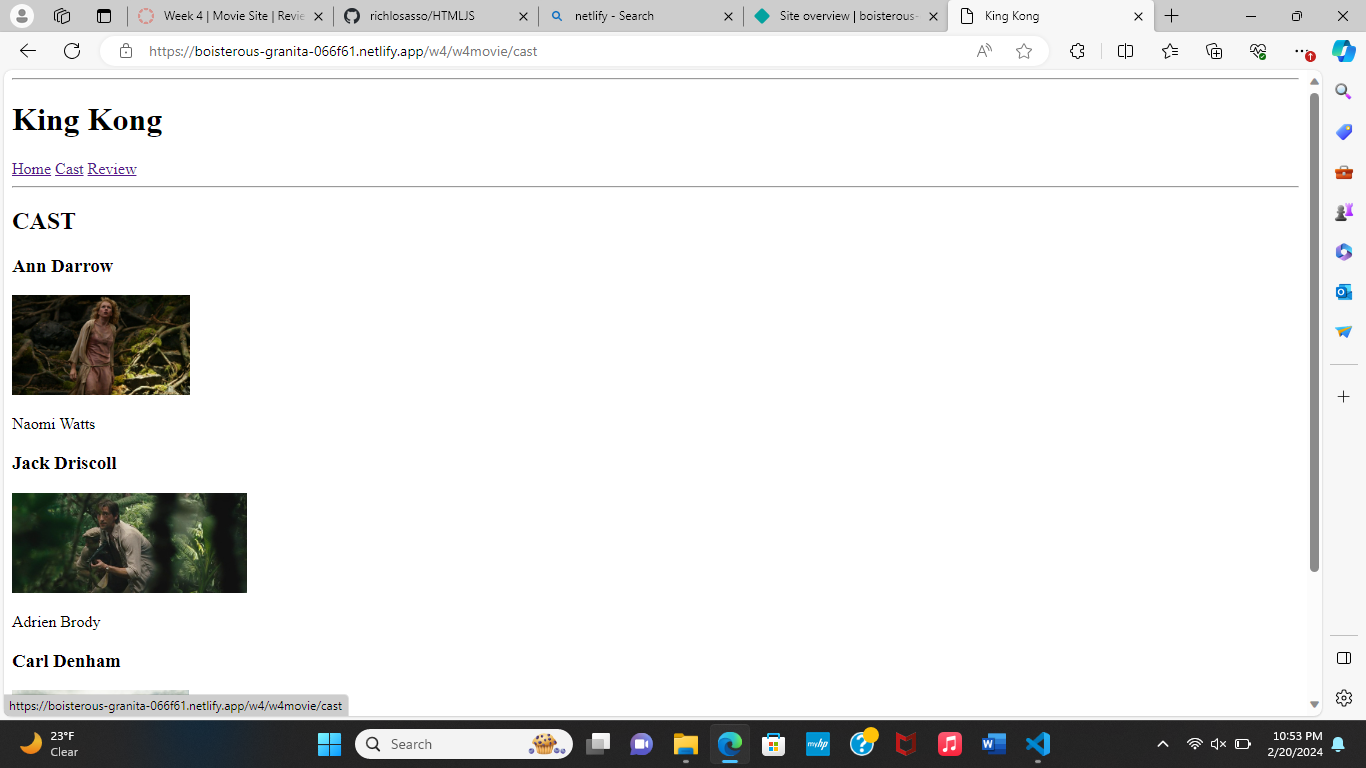 Week 4 | Movie Site | Revie
richlosasso/HTMLJS
netlify - Search
Site overview | boisterous-
King Kong
https://boisterous-granita-066f61.netlify.app/w4/w4movie/cast
King Kong
Home Cast Review
CAST
Ann Darrow
Naomi Watts
Jack Driscoll
Adrien Brody
Carl Denham
https://boisterous-granita-066f61.netlify.app/w4/w4movie/cast
23°F
Clear
Search
myhp
10:53 PM
2/20/2024